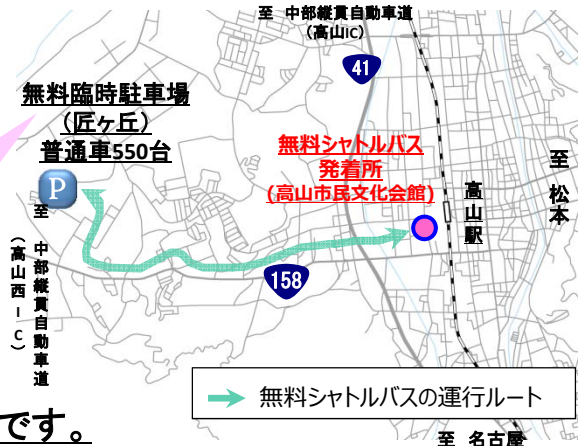 至 中部縦貫自動車道
(高山IC)
41
無料臨時駐車場
(匠ヶ丘)
普通車550台
無料シャトルバス
発着所
(高山市民文化会館)
至 松本
高山駅
P
至 中部縦貫自動車道
(高山西IC)
158
→ 無料シャトルバスの運行ルート
です。
至 名古屋